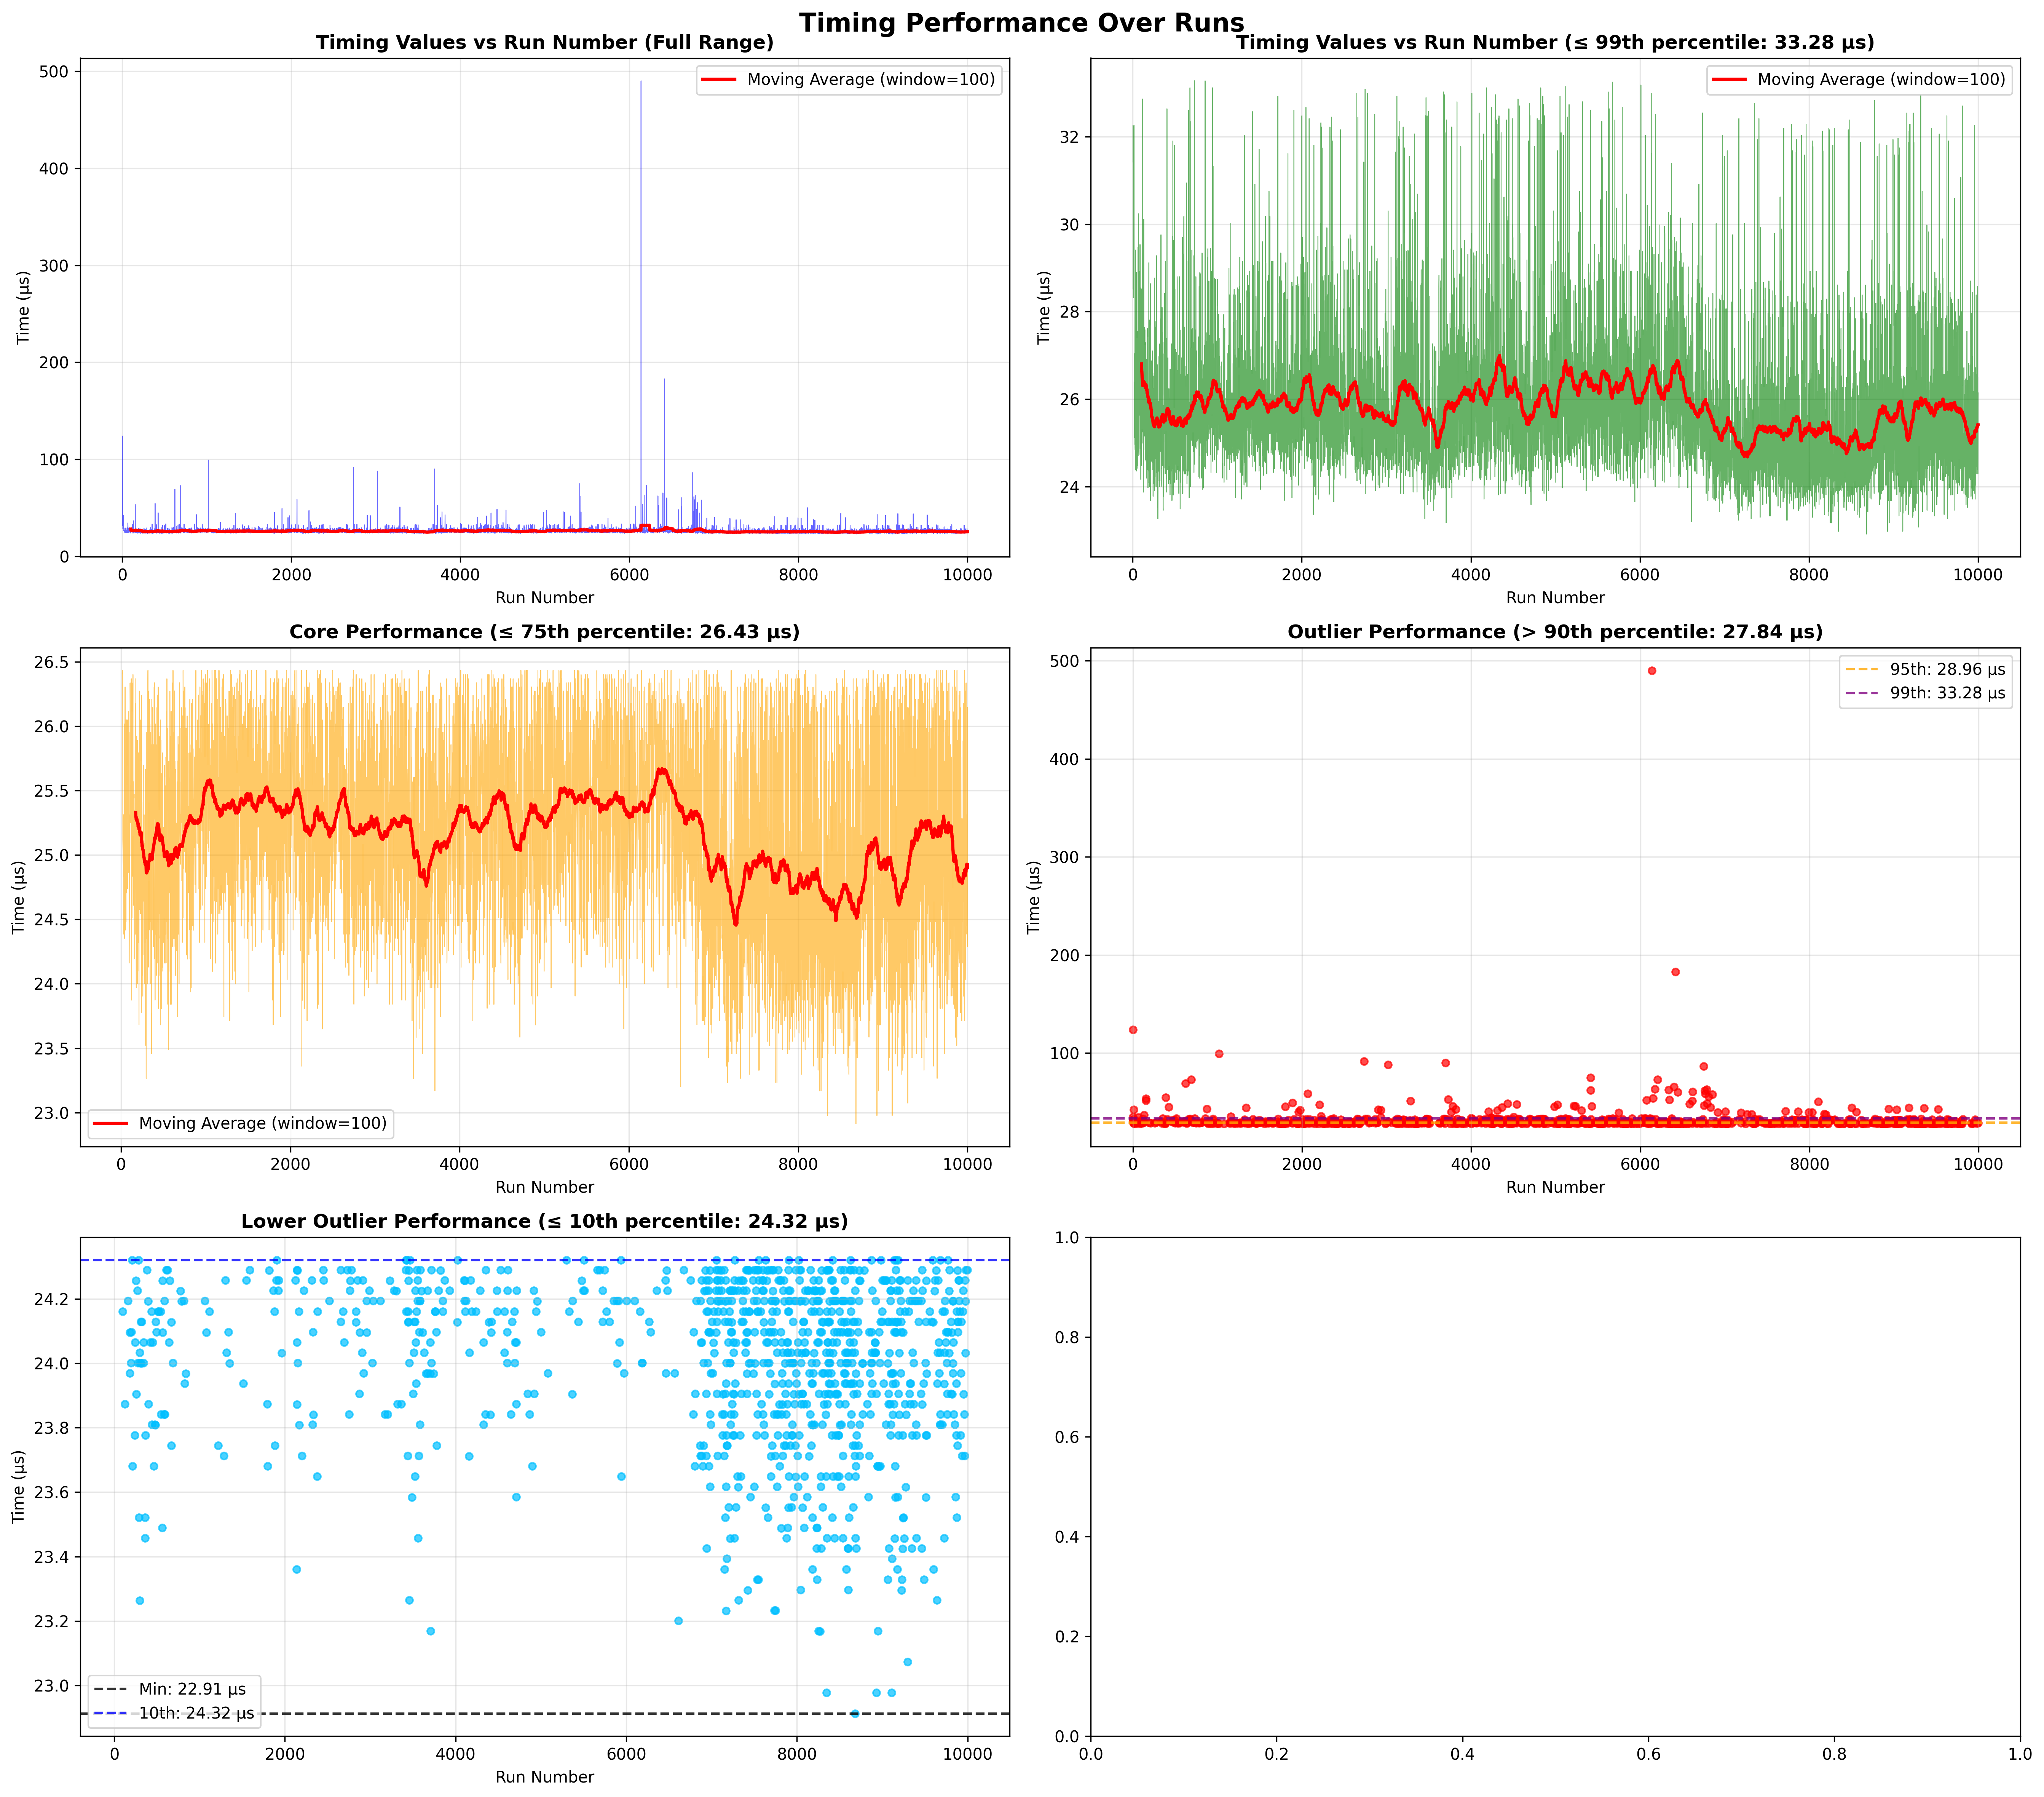 Timing Performance Over Runs
Timing Values vs Run Number (Full Range)
500
400
300
200
100
0
Time (µs)
Moving Average (window=100)
0 2000 4000 6000 8000 10000
Run Number
Timing Values vs Run Number (≤ 99th percentile: 33.28 µs)
32
30
28
26
24
Time (µs)
Moving Average (window=100)
0 2000 4000 6000 8000 10000
Run Number
Core Performance (≤ 75th percentile: 26.43 µs)
26.5
26.0
25.5
25.0
24.5
24.0
23.5
23.0
Time (µs)
Moving Average (window=100)
0 2000 4000 6000 8000 10000
Run Number
Outlier Performance (> 90th percentile: 27.84 µs)
500
400
300
200
100
Time (µs)
95th: 28.96 µs
99th: 33.28 µs
0 2000 4000 6000 8000 10000
Run Number
Lower Outlier Performance (≤ 10th percentile: 24.32 µs)
24.2
24.0
23.8
23.6
23.4
23.2
23.0
Time (µs)
Min: 22.91 µs
10th: 24.32 µs
0 2000 4000 6000 8000 10000
Run Number
1.0
0.8
0.6
0.4
0.2
0.0
0.0 0.2 0.4 0.6 0.8 1.0